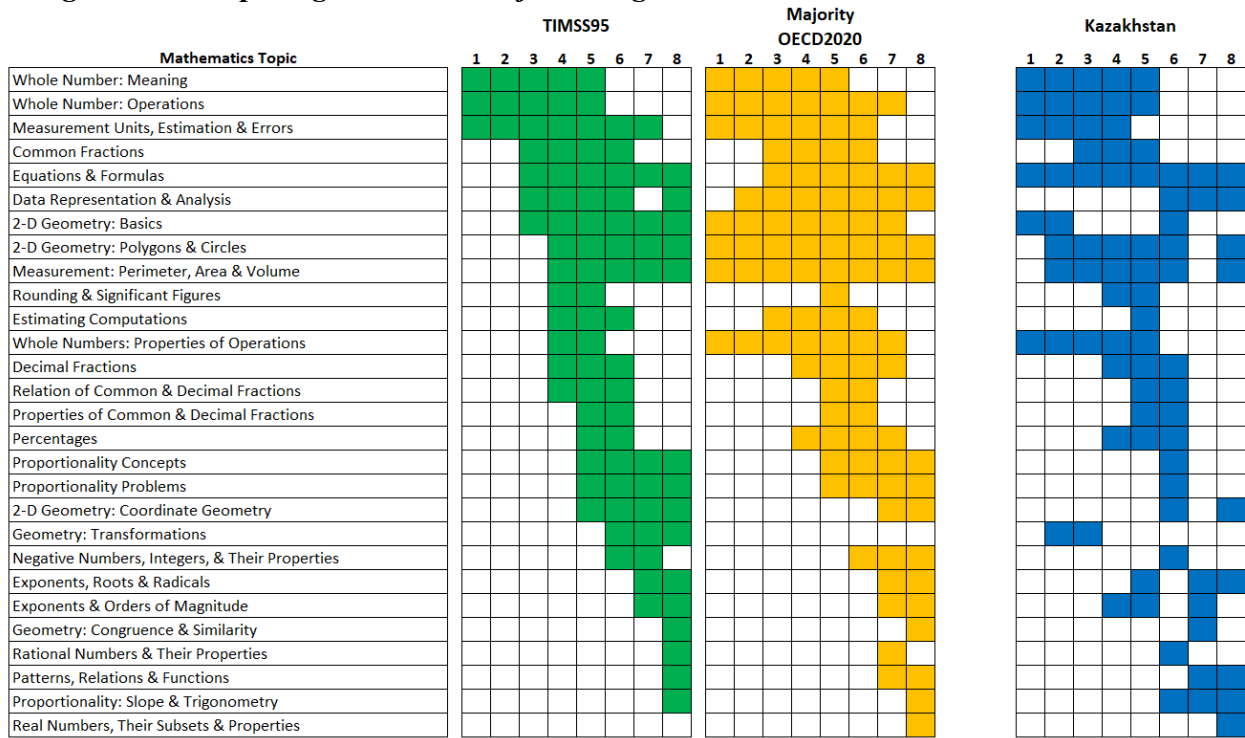 TIMSS95
Majority
OECD2020
Kazakhstan
Mathematics Topic
1 2 3 4 5 6 7 8
1 2 3 4 5 6 7 8
1 2 3 4 5 6 7 8
Whole Number: Meaning
Whole Number: Operations
Measurement Units, Estimation & Errors
Common Fractions
Equations & Formulas
Data Representation & Analysis
2-D Geometry: Basics
2-D Geometry: Polygons & Circles
Measurement: Perimeter, Area & Volume
Rounding & Significant Figures
Estimating Computations
Whole Numbers: Properties of Operations
Decimal Fractions
Relation of Common & Decimal Fractions
Properties of Common & Decimal Fractions
Percentages
Proportionality Concepts
Proportionality Problems
2-D Geometry: Coordinate Geometry
Geometry: Transformations
Negative Numbers, Integers, & Their Properties
Exponents, Roots & Radicals
Exponents & Orders of Magnitude
Geometry: Congruence & Similarity
Rational Numbers & Their Properties
Patterns, Relations & Functions
Proportionality: Slope & Trigonometry
Real Numbers, Their Subsets & Properties